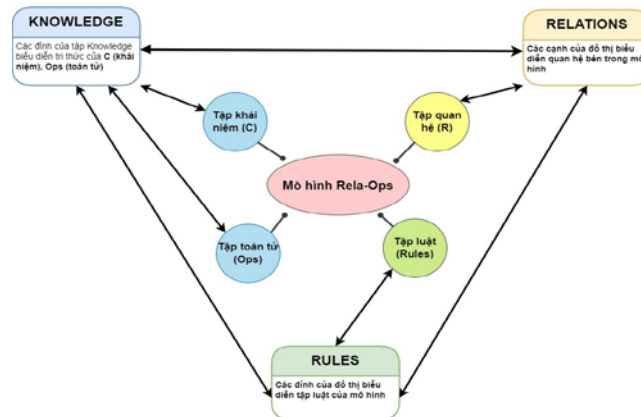 KNOWLEDGE
Các đỉnh của tập Knowledge
biểu diễn tri thức của C (khái
niệm), Ops (toán tử)
RELATIONS
Các cạnh của đồ thị biểu
diễn quan hệ bên trong mô
hình
Tập khái
niệm (C)
Tập quan
hệ (R)
Mô hình Rela-Ops
Tập toán tử
(Ops)
Tập luật
(Rules)
RULES
Các đỉnh của đồ thị biểu
diễn tập luật của mô hình